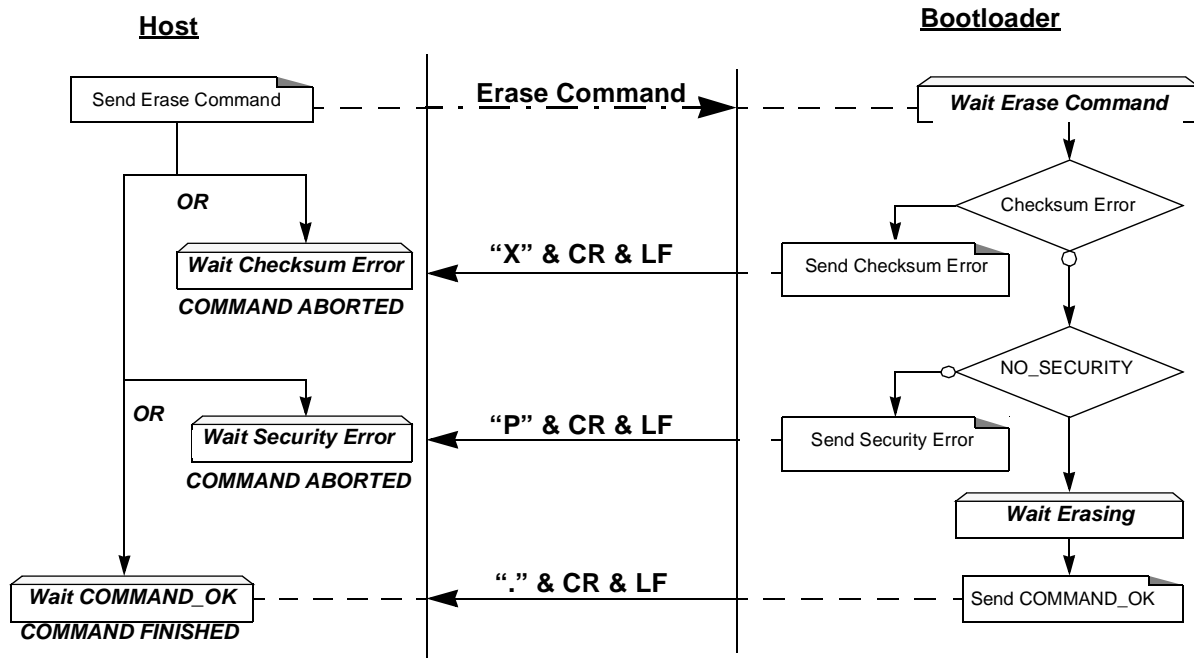 Host
Bootloader
Send Erase Command
Erase Command
Wait Erase Command
OR
Checksum Error
Wait Checksum Error
“X” & CR & LF
Send Checksum Error
COMMAND ABORTED
NO_SECURITY
OR
Wait Security Error
“P” & CR & LF
Send Security Error
COMMAND ABORTED
Wait Erasing
Wait COMMAND_OK
“.” & CR & LF
Send COMMAND_OK
COMMAND FINISHED